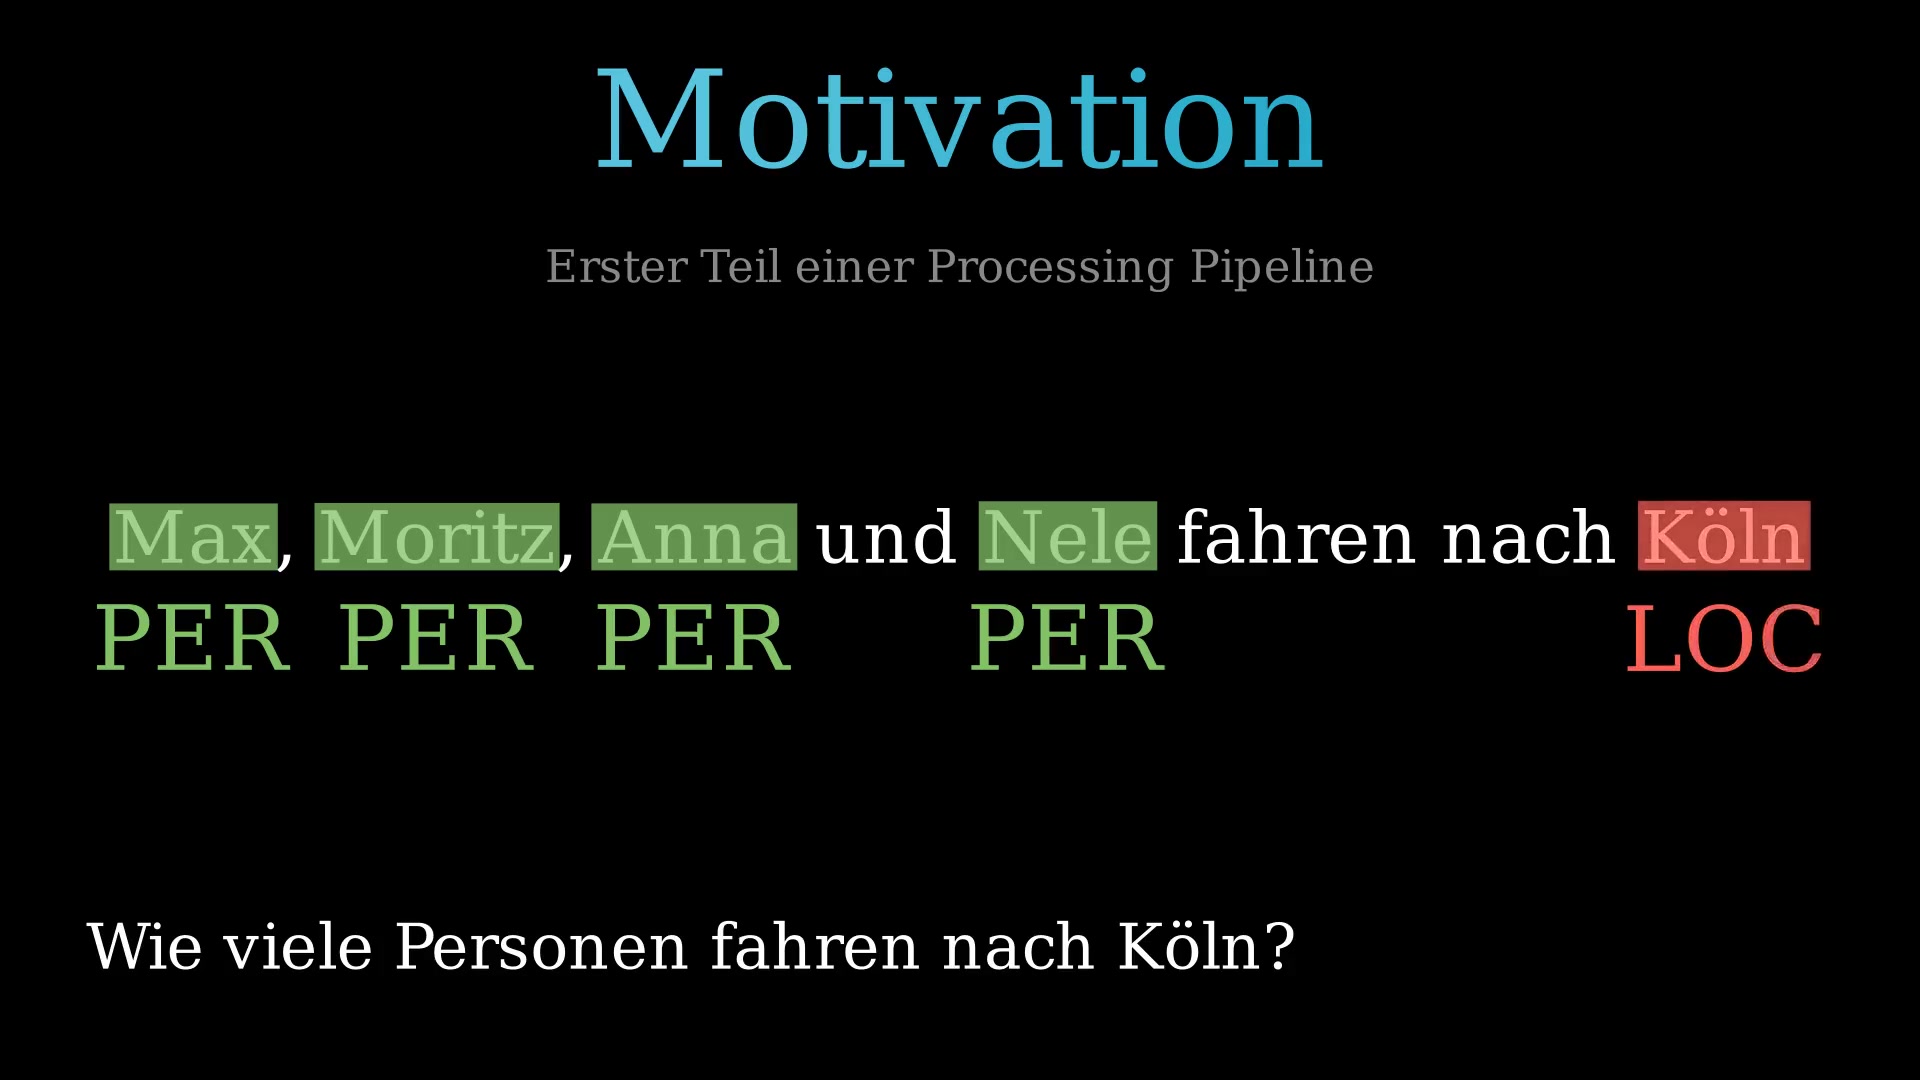 Motivation
Erster Teil einer Processing Pipeline
Max, Moritz, Anna und Nele fahren nach Köln
PER PER PER PER LOC
Wie viele Personen fahren nach Köln?